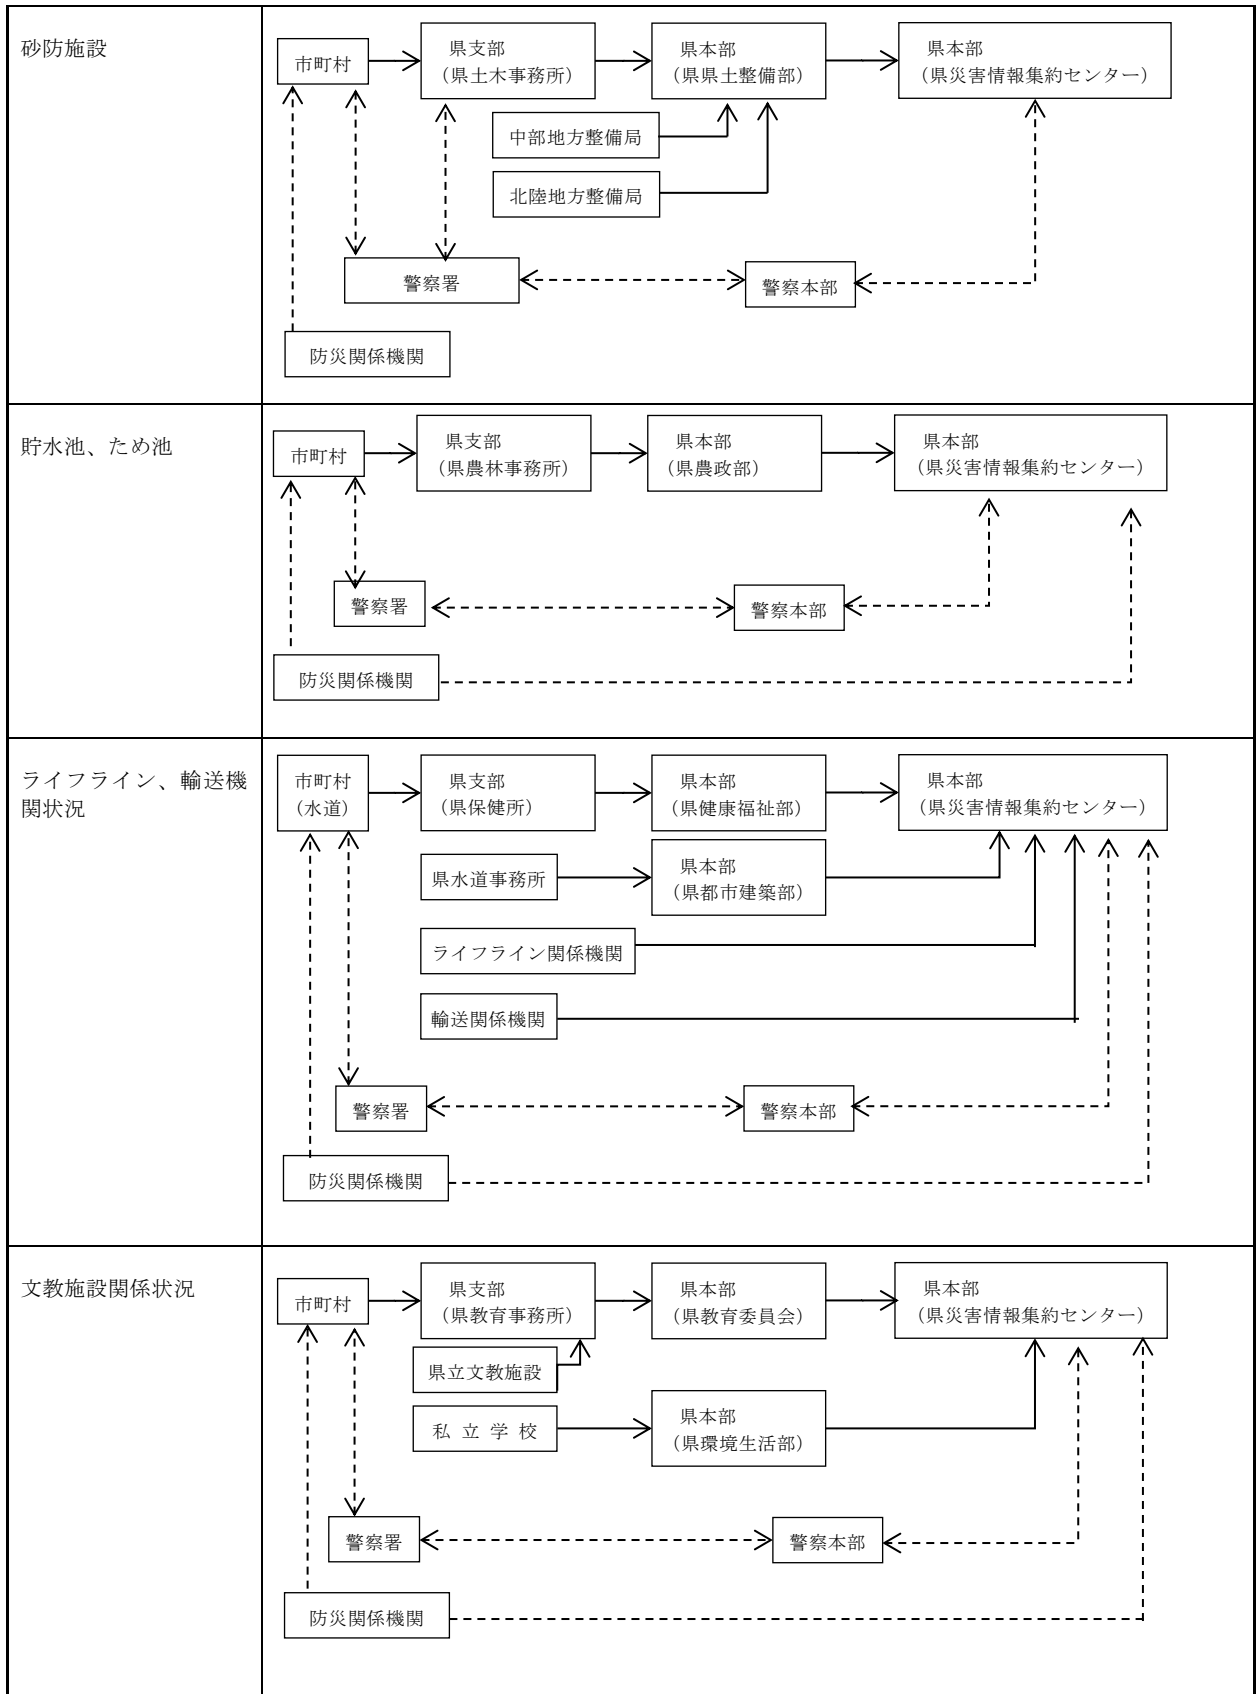 砂防施設
市町村
県支部
（県土木事務所）
県本部
（県県土整備部）
県本部
（県災害情報集約センター）
中部地方整備局
北陸地方整備局
警察署
警察本部
防災関係機関
貯水池、ため池
市町村
県支部
（県農林事務所）
県本部
（県農政部）
県本部
（県災害情報集約センター）
警察署
警察本部
防災関係機関
ライフライン、輸送機
関状況
市町村
（水道）
県支部
（県保健所）
県本部
（県健康福祉部）
県本部
（県災害情報集約センター）
県水道事務所
県本部
（県都市建築部）
ライフライン関係機関
輸送関係機関
警察署
警察本部
防災関係機関
文教施設関係状況
市町村
県支部
（県教育事務所）
県本部
（県教育委員会）
県本部
（県災害情報集約センター）
県立文教施設
私 立 学 校
県本部
（県環境生活部）
警察署
警察本部
防災関係機関